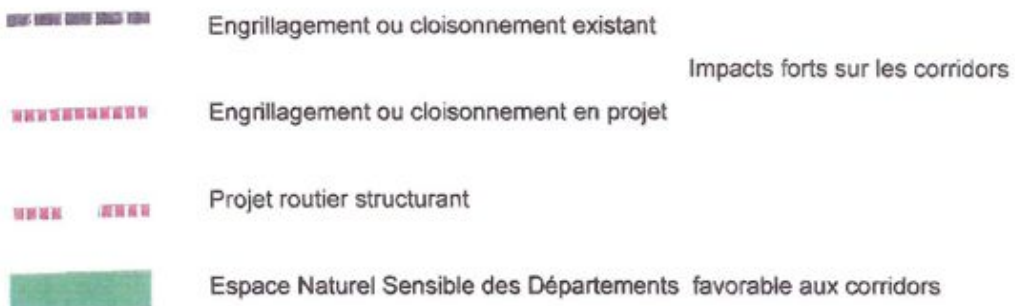 Engrillagement ou cloisonnement existant
Impacts forts sur les corridors
Engrillagement ou cloisonnement en projet
Projet routier structurant
Espace Naturel Sensible des Départements favorable aux corridors